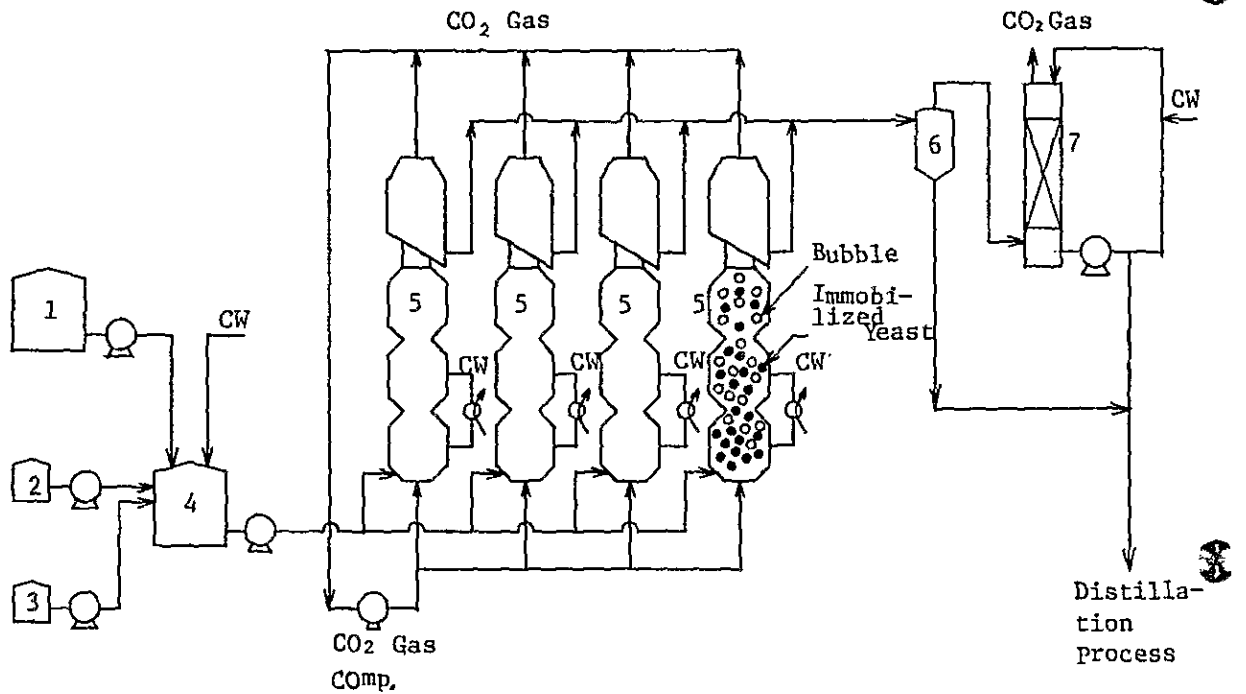 CO₂ Gas
CO₂ Gas
CW
6
7
Bubble
Immobi-
lized
Yeast
1
CW
5
5
5
5
CW
CW
CW
CW
2
4
3
CO₂ Gas
COmp.
Distilla-
tion
Process